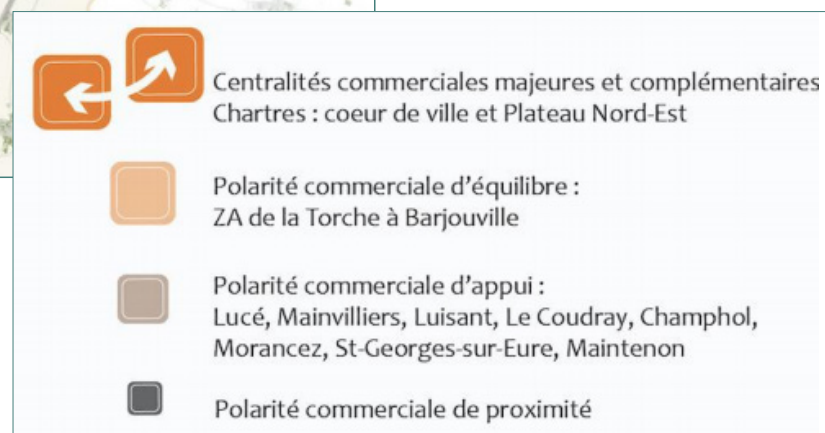 Centralités commerciales majeures et complémentaires
Chartres : coeur de ville et Plateau Nord-Est
Polarité commerciale d'équilibre :
ZA de la Torche à Barjouville
Polarité commerciale d'appui :
Lucé, Mainvilliers, Luisant, Le Coudray, Champhol,
Morancez, St-Georges-sur-Eure, Maintenon
Polarité commerciale de proximité